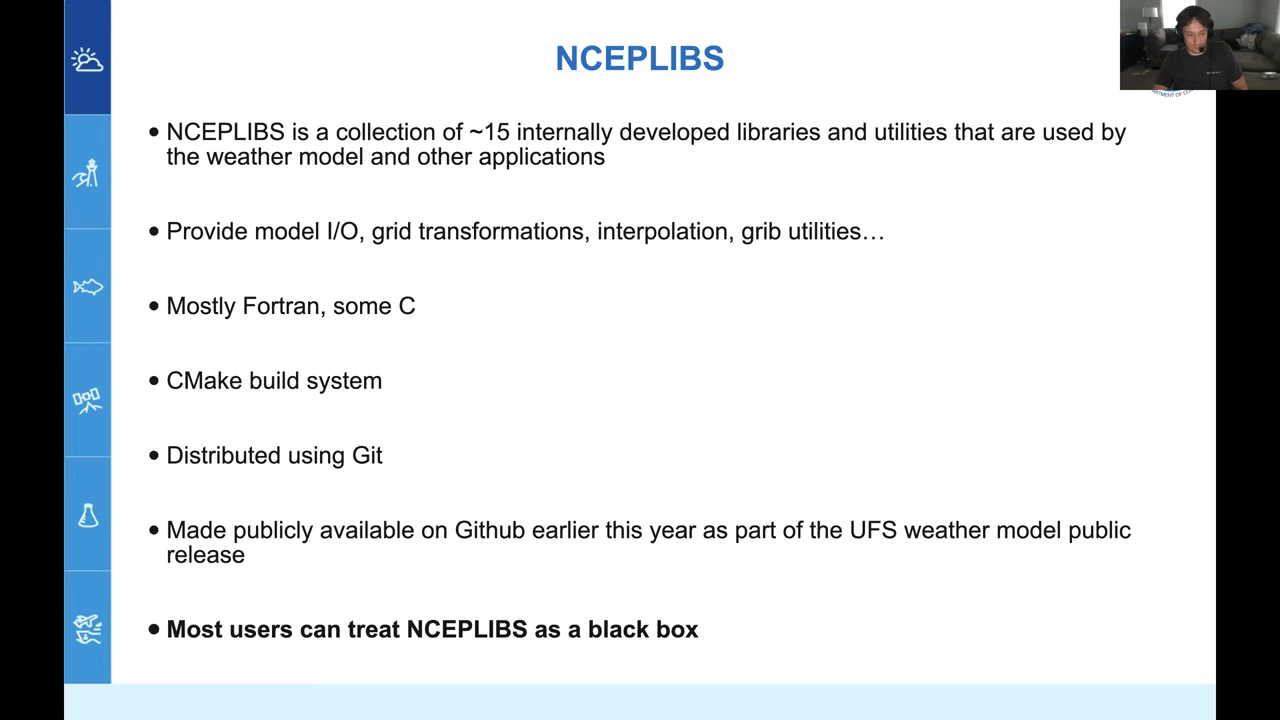 NCEPLIBS
• NCEPLIBS is a collection of ~15 internally developed libraries and utilities that are used by
the weather model and other applications
• Provide model I/O, grid transformations, interpolation, grib utilities…
• Mostly Fortran, some C
• CMake build system
• Distributed using Git
• Made publicly available on Github earlier this year as part of the UFS weather model public
release
• Most users can treat NCEPLIBS as a black box